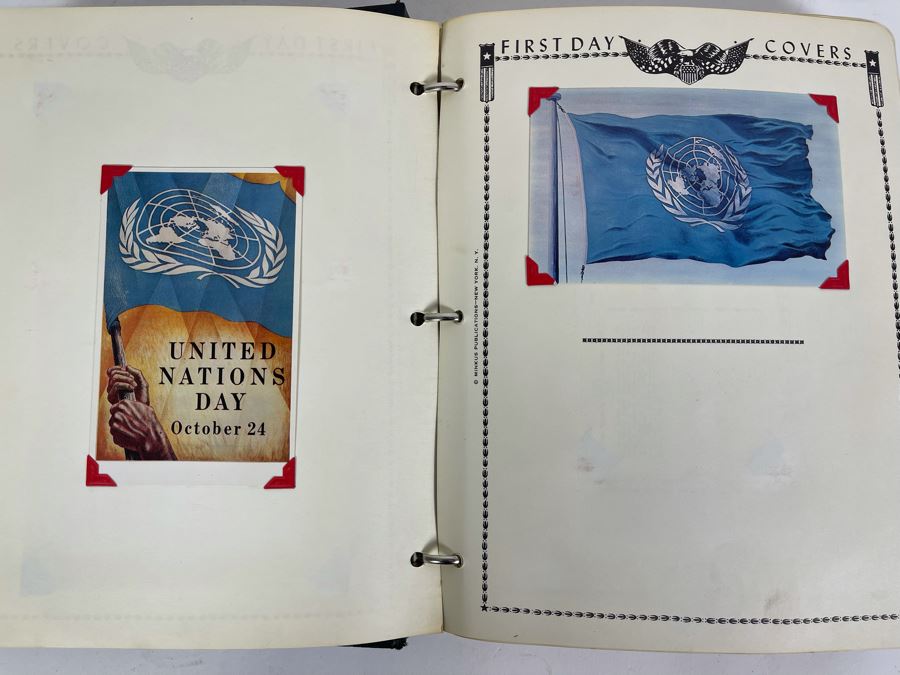 UNITED
NATIONS
DAY
October 24
FIRST DAY COVERS
© MINKUS PUBLICATIONS—NEW YORK, N. Y.